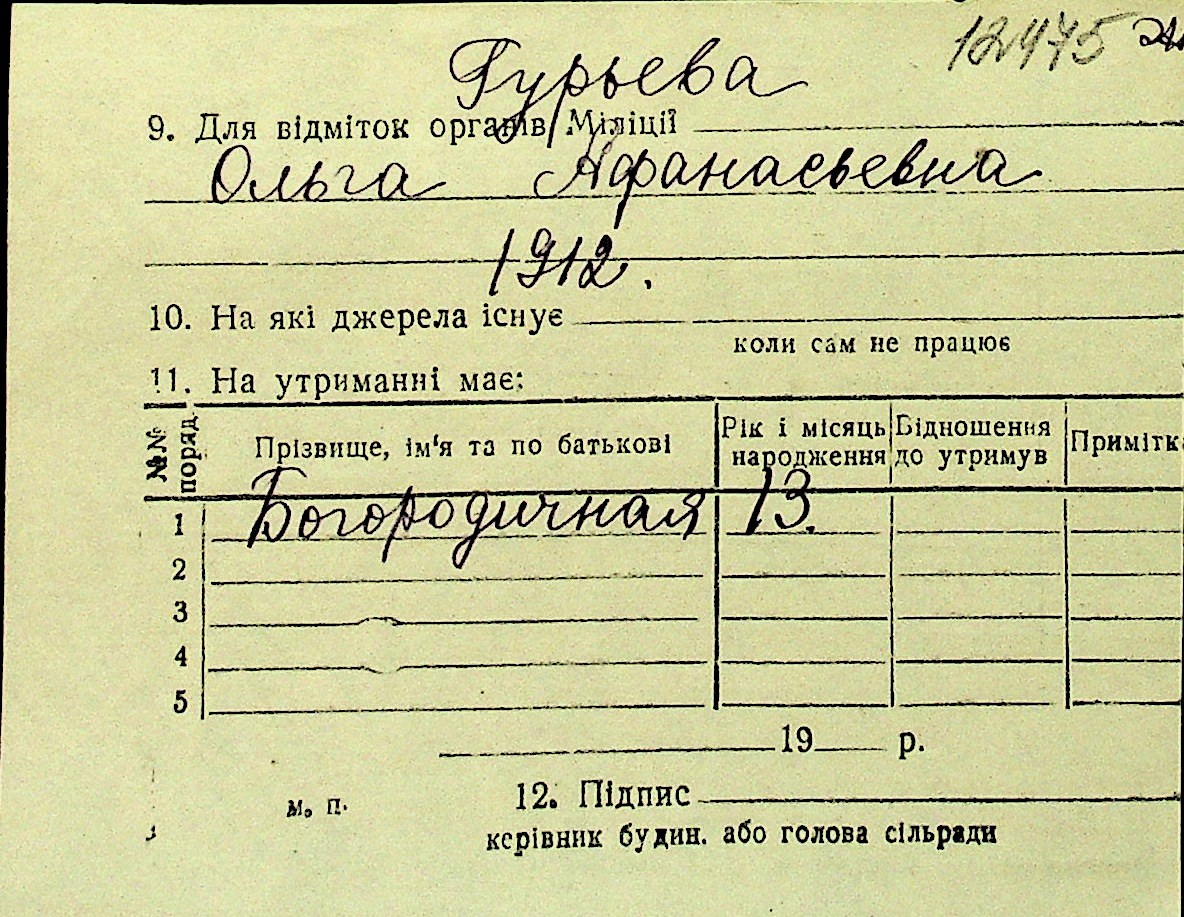 12475
Гурьева
9. Для відміток органів Міліції
Ольга Афанасьевна
1912.
10. На які джерела існує
коли сам не працює
11. На утриманні має:
№№ поряд. Прізвище, ім'я та по батькові Рік і місяць народження Відношення до утримув Примітка
1 Богородичная 13.
2
3
4
5
19 р.
м. п. 12. Підпис
керівник будин. або голова сільради